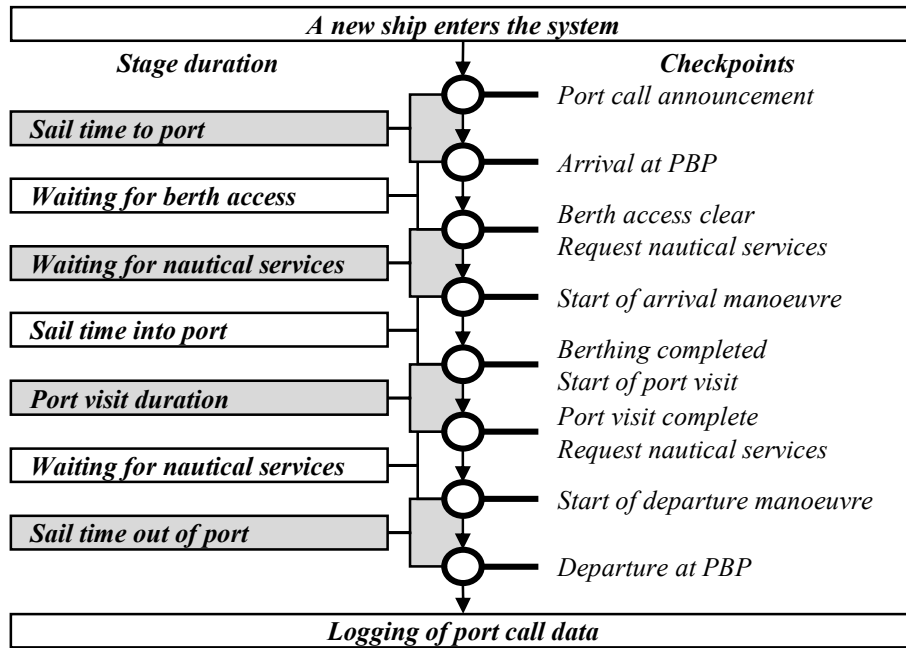 A new ship enters the system
Stage duration
Checkpoints
Port call announcement
Sail time to port
Arrival at PBP
Waiting for berth access
Berth access clear
Request nautical services
Waiting for nautical services
Start of arrival manoeuvre
Sail time into port
Berthing completed
Start of port visit
Port visit duration
Port visit complete
Request nautical services
Waiting for nautical services
Start of departure manoeuvre
Sail time out of port
Departure at PBP
Logging of port call data